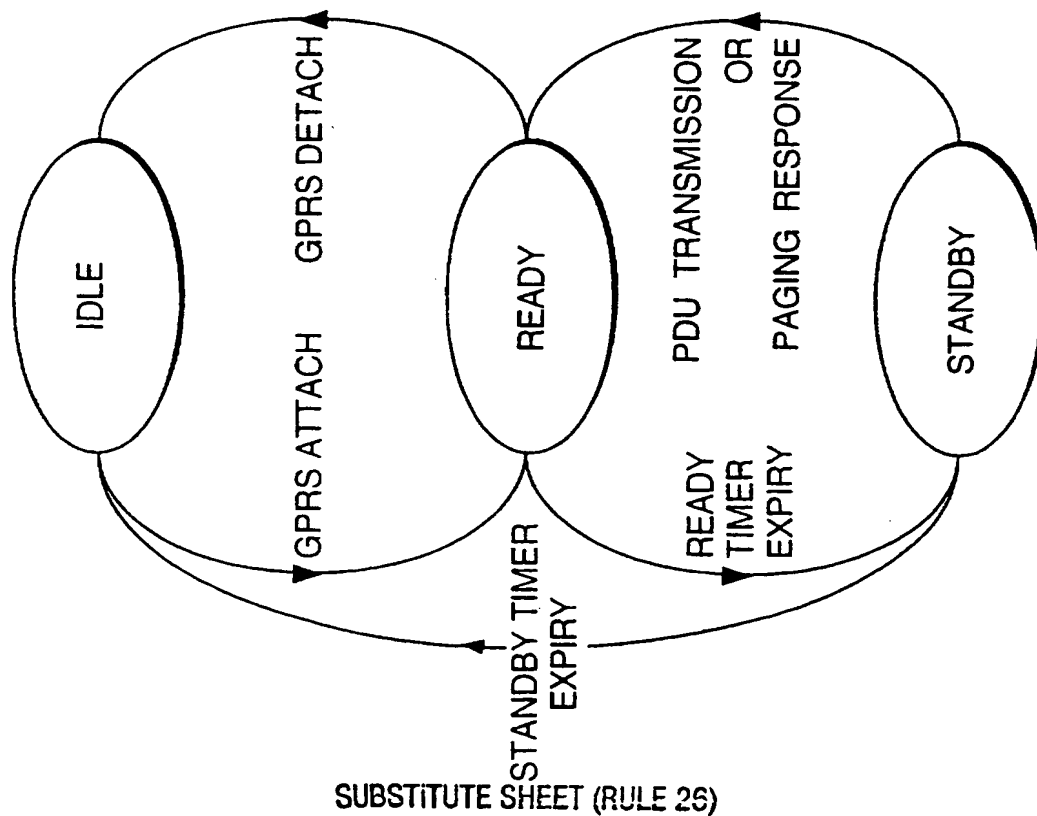 IDLE
GPRS ATTACH
GPRS DETACH
READY
STANDBY TIMER
EXPIRY
READY
TIMER
EXPIRY
PDU TRANSMISSION
OR
PAGING RESPONSE
STANDBY
SUBSTITUTE SHEET (RULE 26)